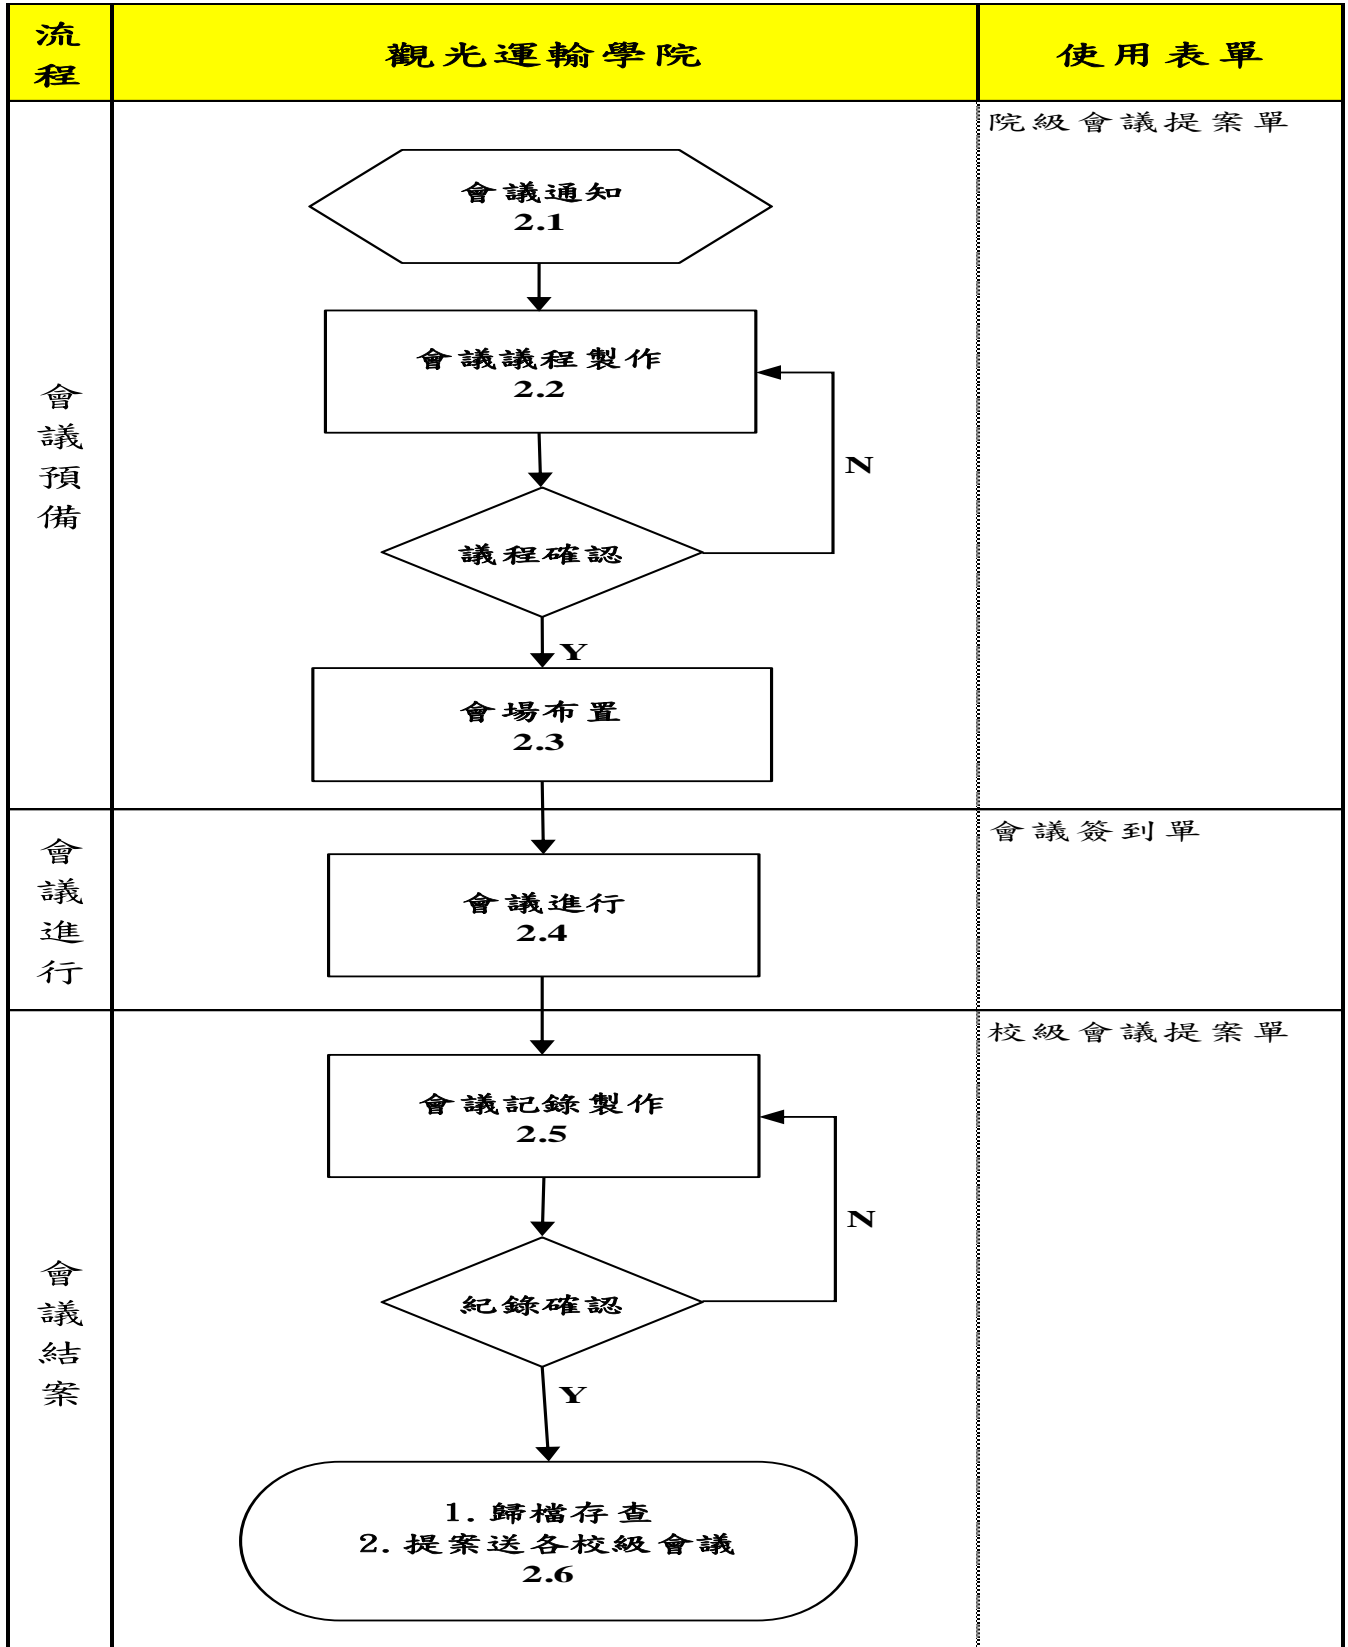 流程
觀光運輸學院
使用表單
會議預備
院級會議提案單
會議通知
2.1
會議議程製作
2.2
N
議程確認
Y
會場布置
2.3
會議進行
會議簽到單
會議進行
2.4
會議結案
校級會議提案單
會議記錄製作
2.5
N
紀錄確認
Y
1. 歸檔存查
2. 提案送各校級會議
2.6